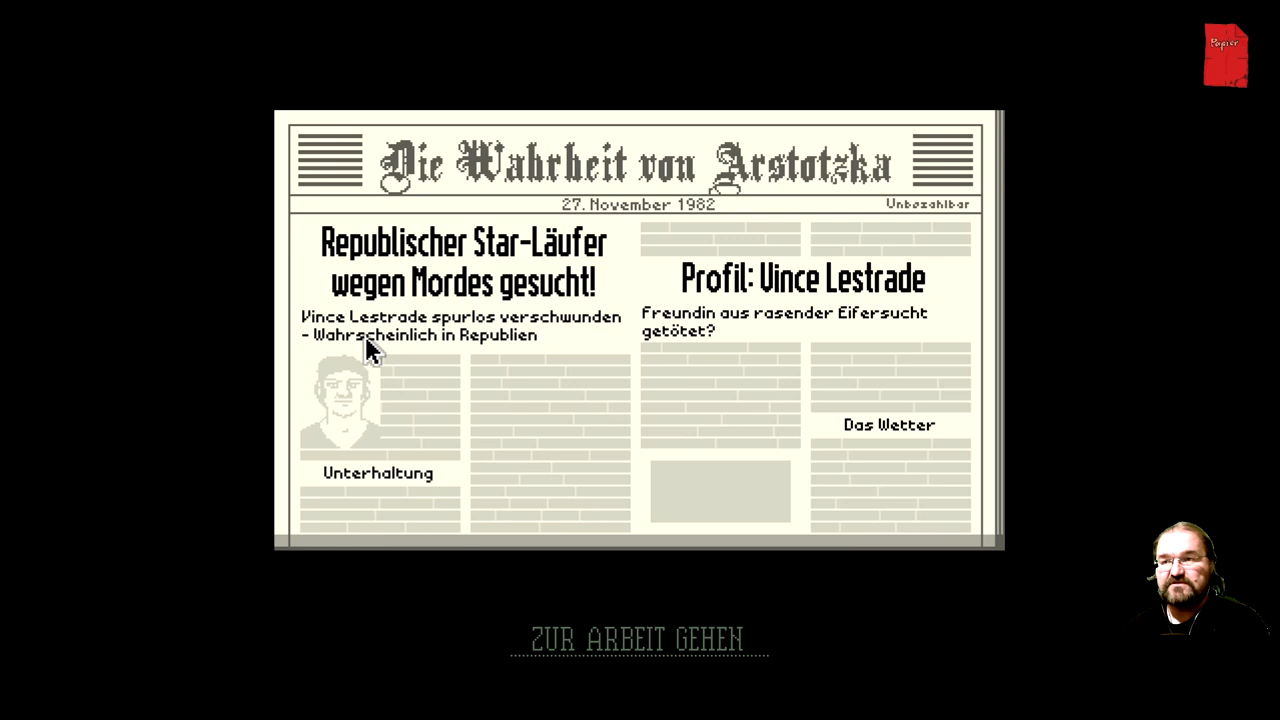 Papier
Die Wahrheit von Arstotzka
27. November 1982
Unbezahlbar
Republischer Star-Läufer
wegen Mordes gesucht!
Vince Lestrade spurlos verschwunden
- Wahrscheinlich in Republien
Unterhaltung
Profil: Vince Lestrade
Freundin aus rasender Eifersucht
getötet?
Das Wetter
ZUR ARBEIT GEHEN